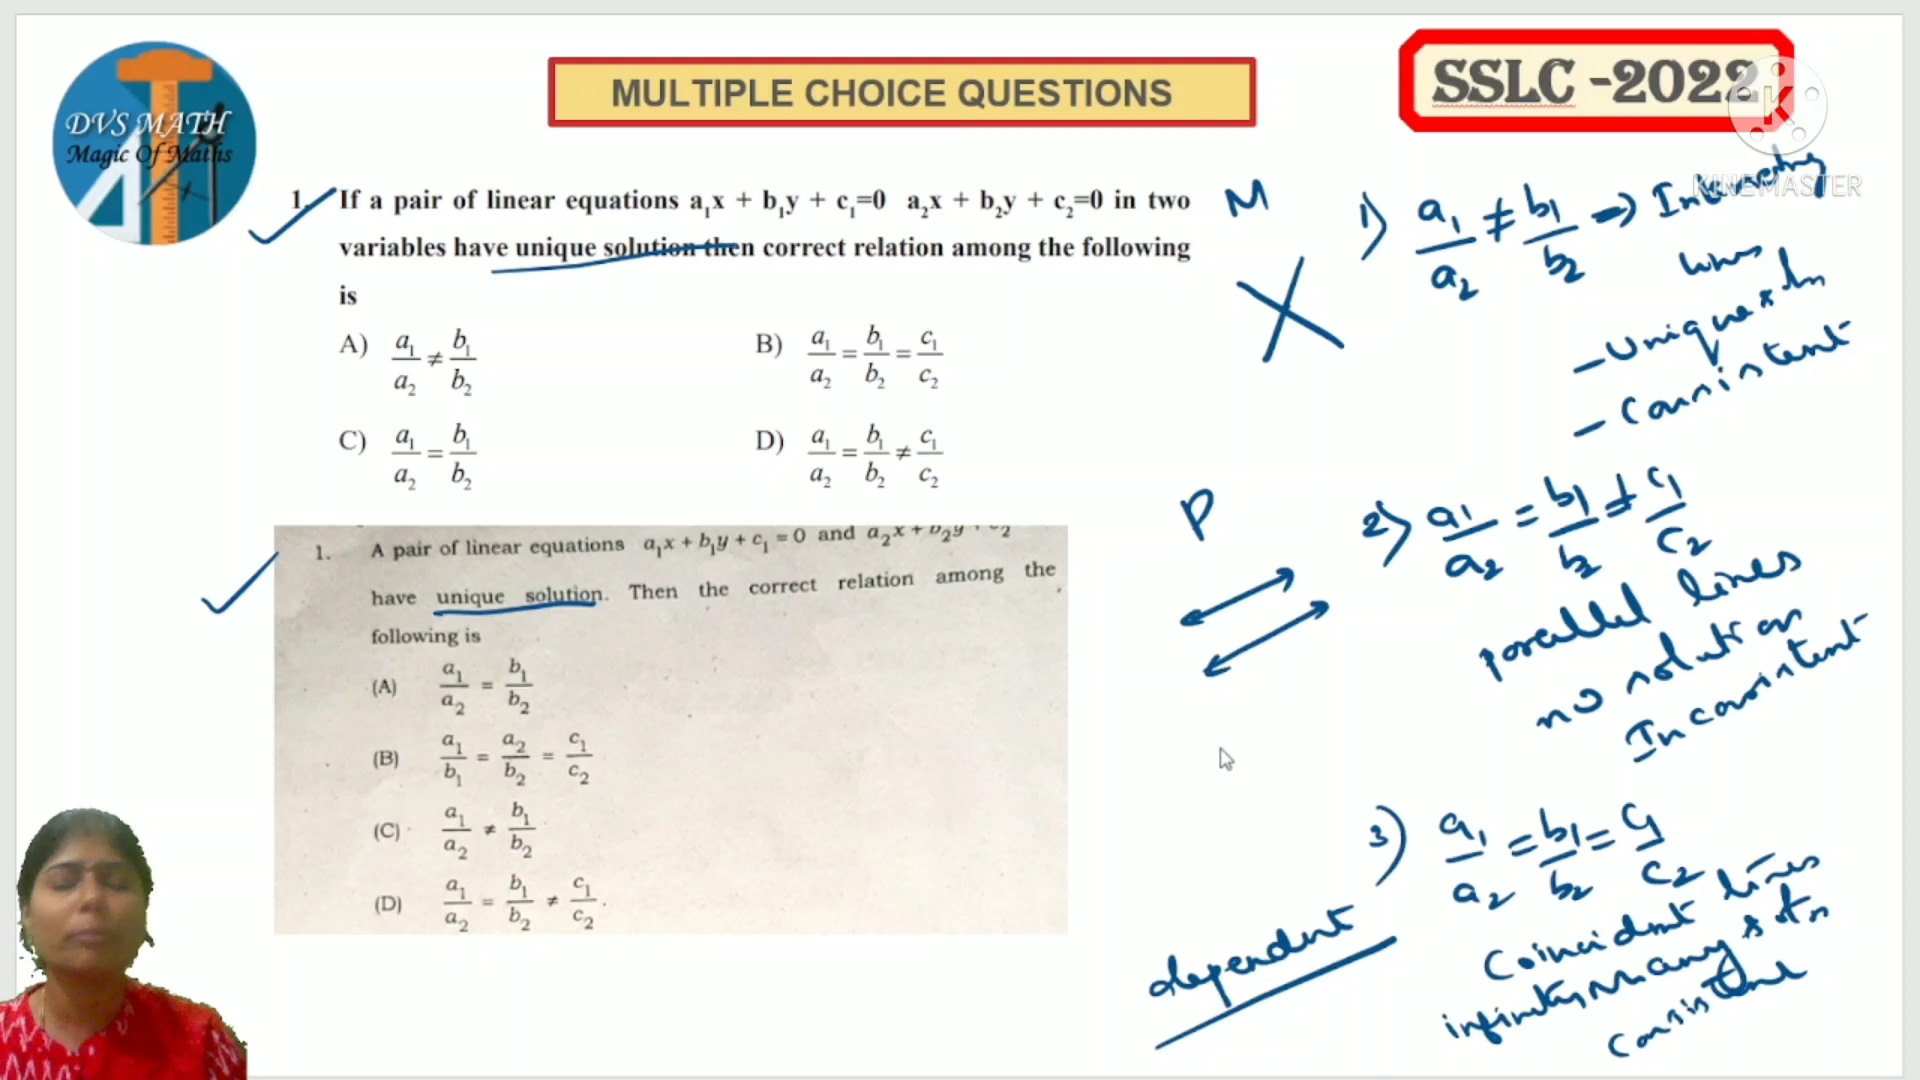 DVS MATH
Magic Of Maths
MULTIPLE CHOICE QUESTIONS
SSLC -2022
KINEMASTER
1. If a pair of linear equations a₁x + b₁y + c₁=0 a₂x + b₂y + c₂=0 in two
variables have unique solution then correct relation among the following
is
A) a₁/a₂ ≠ b₁/b₂ B) a₁/a₂ = b₁/b₂ = c₁/c₂
C) a₁/a₂ = b₁/b₂ D) a₁/a₂ = b₁/b₂ ≠ c₁/c₂
1. A pair of linear equations a₁x + b₁y + c₁ = 0 and a₂x + b₂y + c₂
have unique solution. Then the correct relation among the
following is
(A) a₁/a₂ = b₁/b₂
(B) a₁/b₁ = a₂/b₂ = c₁/c₂
(C) a₁/a₂ ≠ b₁/b₂
(D) a₁/a₂ = b₁/b₂ ≠ c₁/c₂.
M
1) a₁/a₂ ≠ b₁/b₂ → Intersecting
lines
- Unique
- Consistent
P
2) a₁/a₂ = b₁/b₂ ≠ c₁/c₂
parallel lines
no solution
Inconsistent
3) a₁/a₂ = b₁/b₂ = c₁/c₂
Coincident lines
many
Consistent
dependent